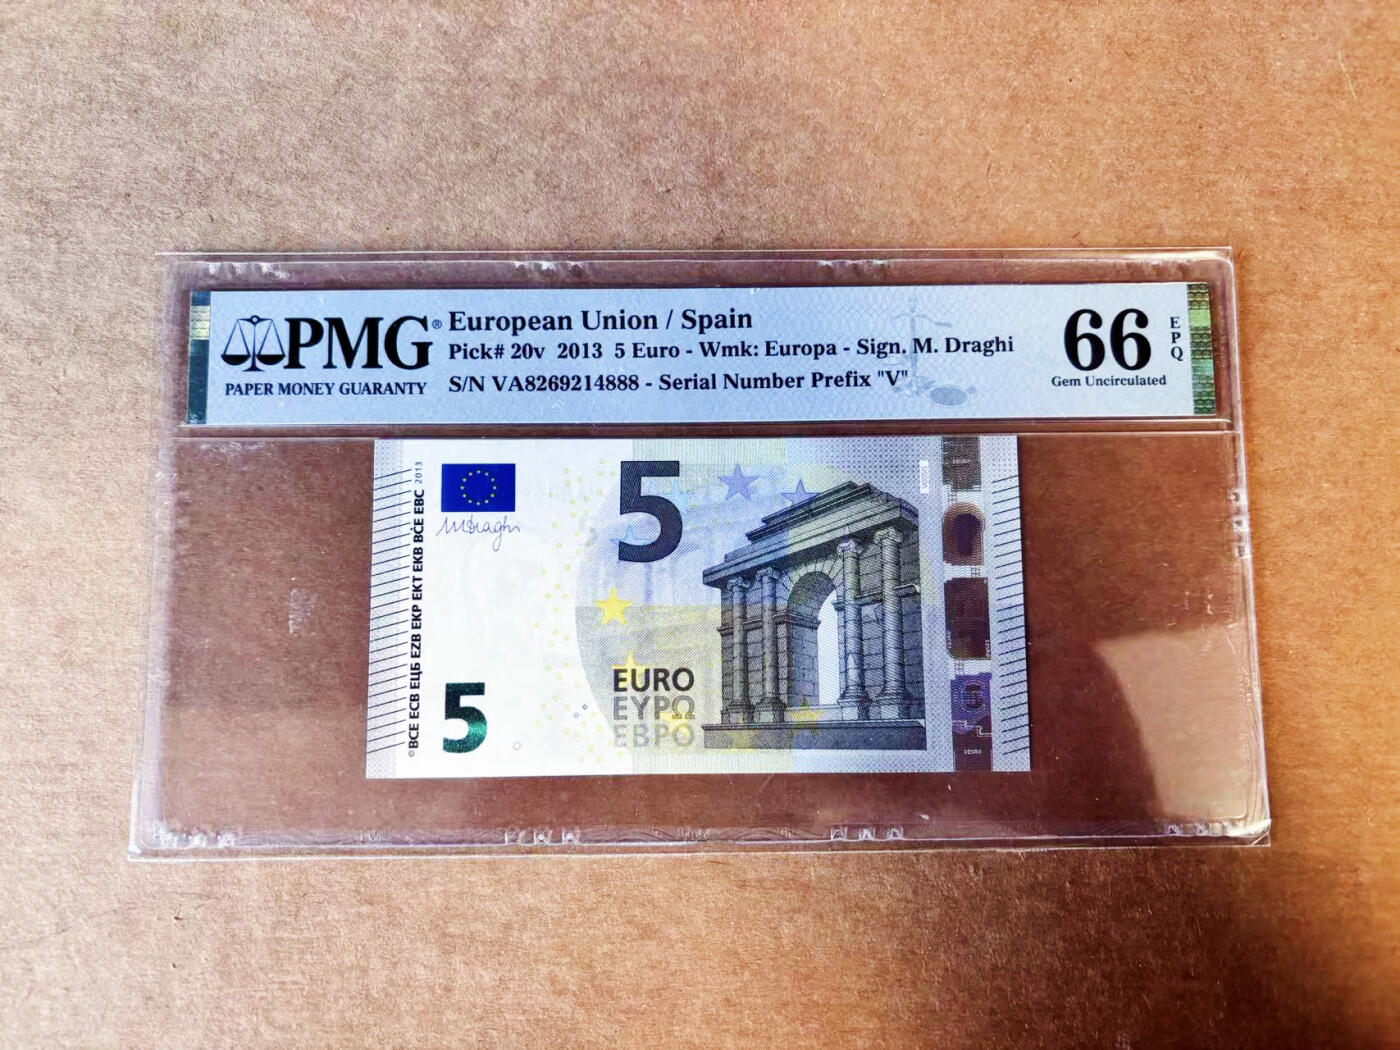 PMG®
PAPER MONEY GUARANTY
European Union / Spain
Pick# 20v 2013 5 Euro - Wmk: Europa - Sign. M. Draghi
S/N VA8269214888 - Serial Number Prefix "V"
66
Gem Uncirculated
EPQ
©BCE ECB ЕЦБ EZB EKP EKT EKB BĊE EBC 2013
MDraghi
5
EURO
ΕΥΡΩ
ЕВРО
5
5